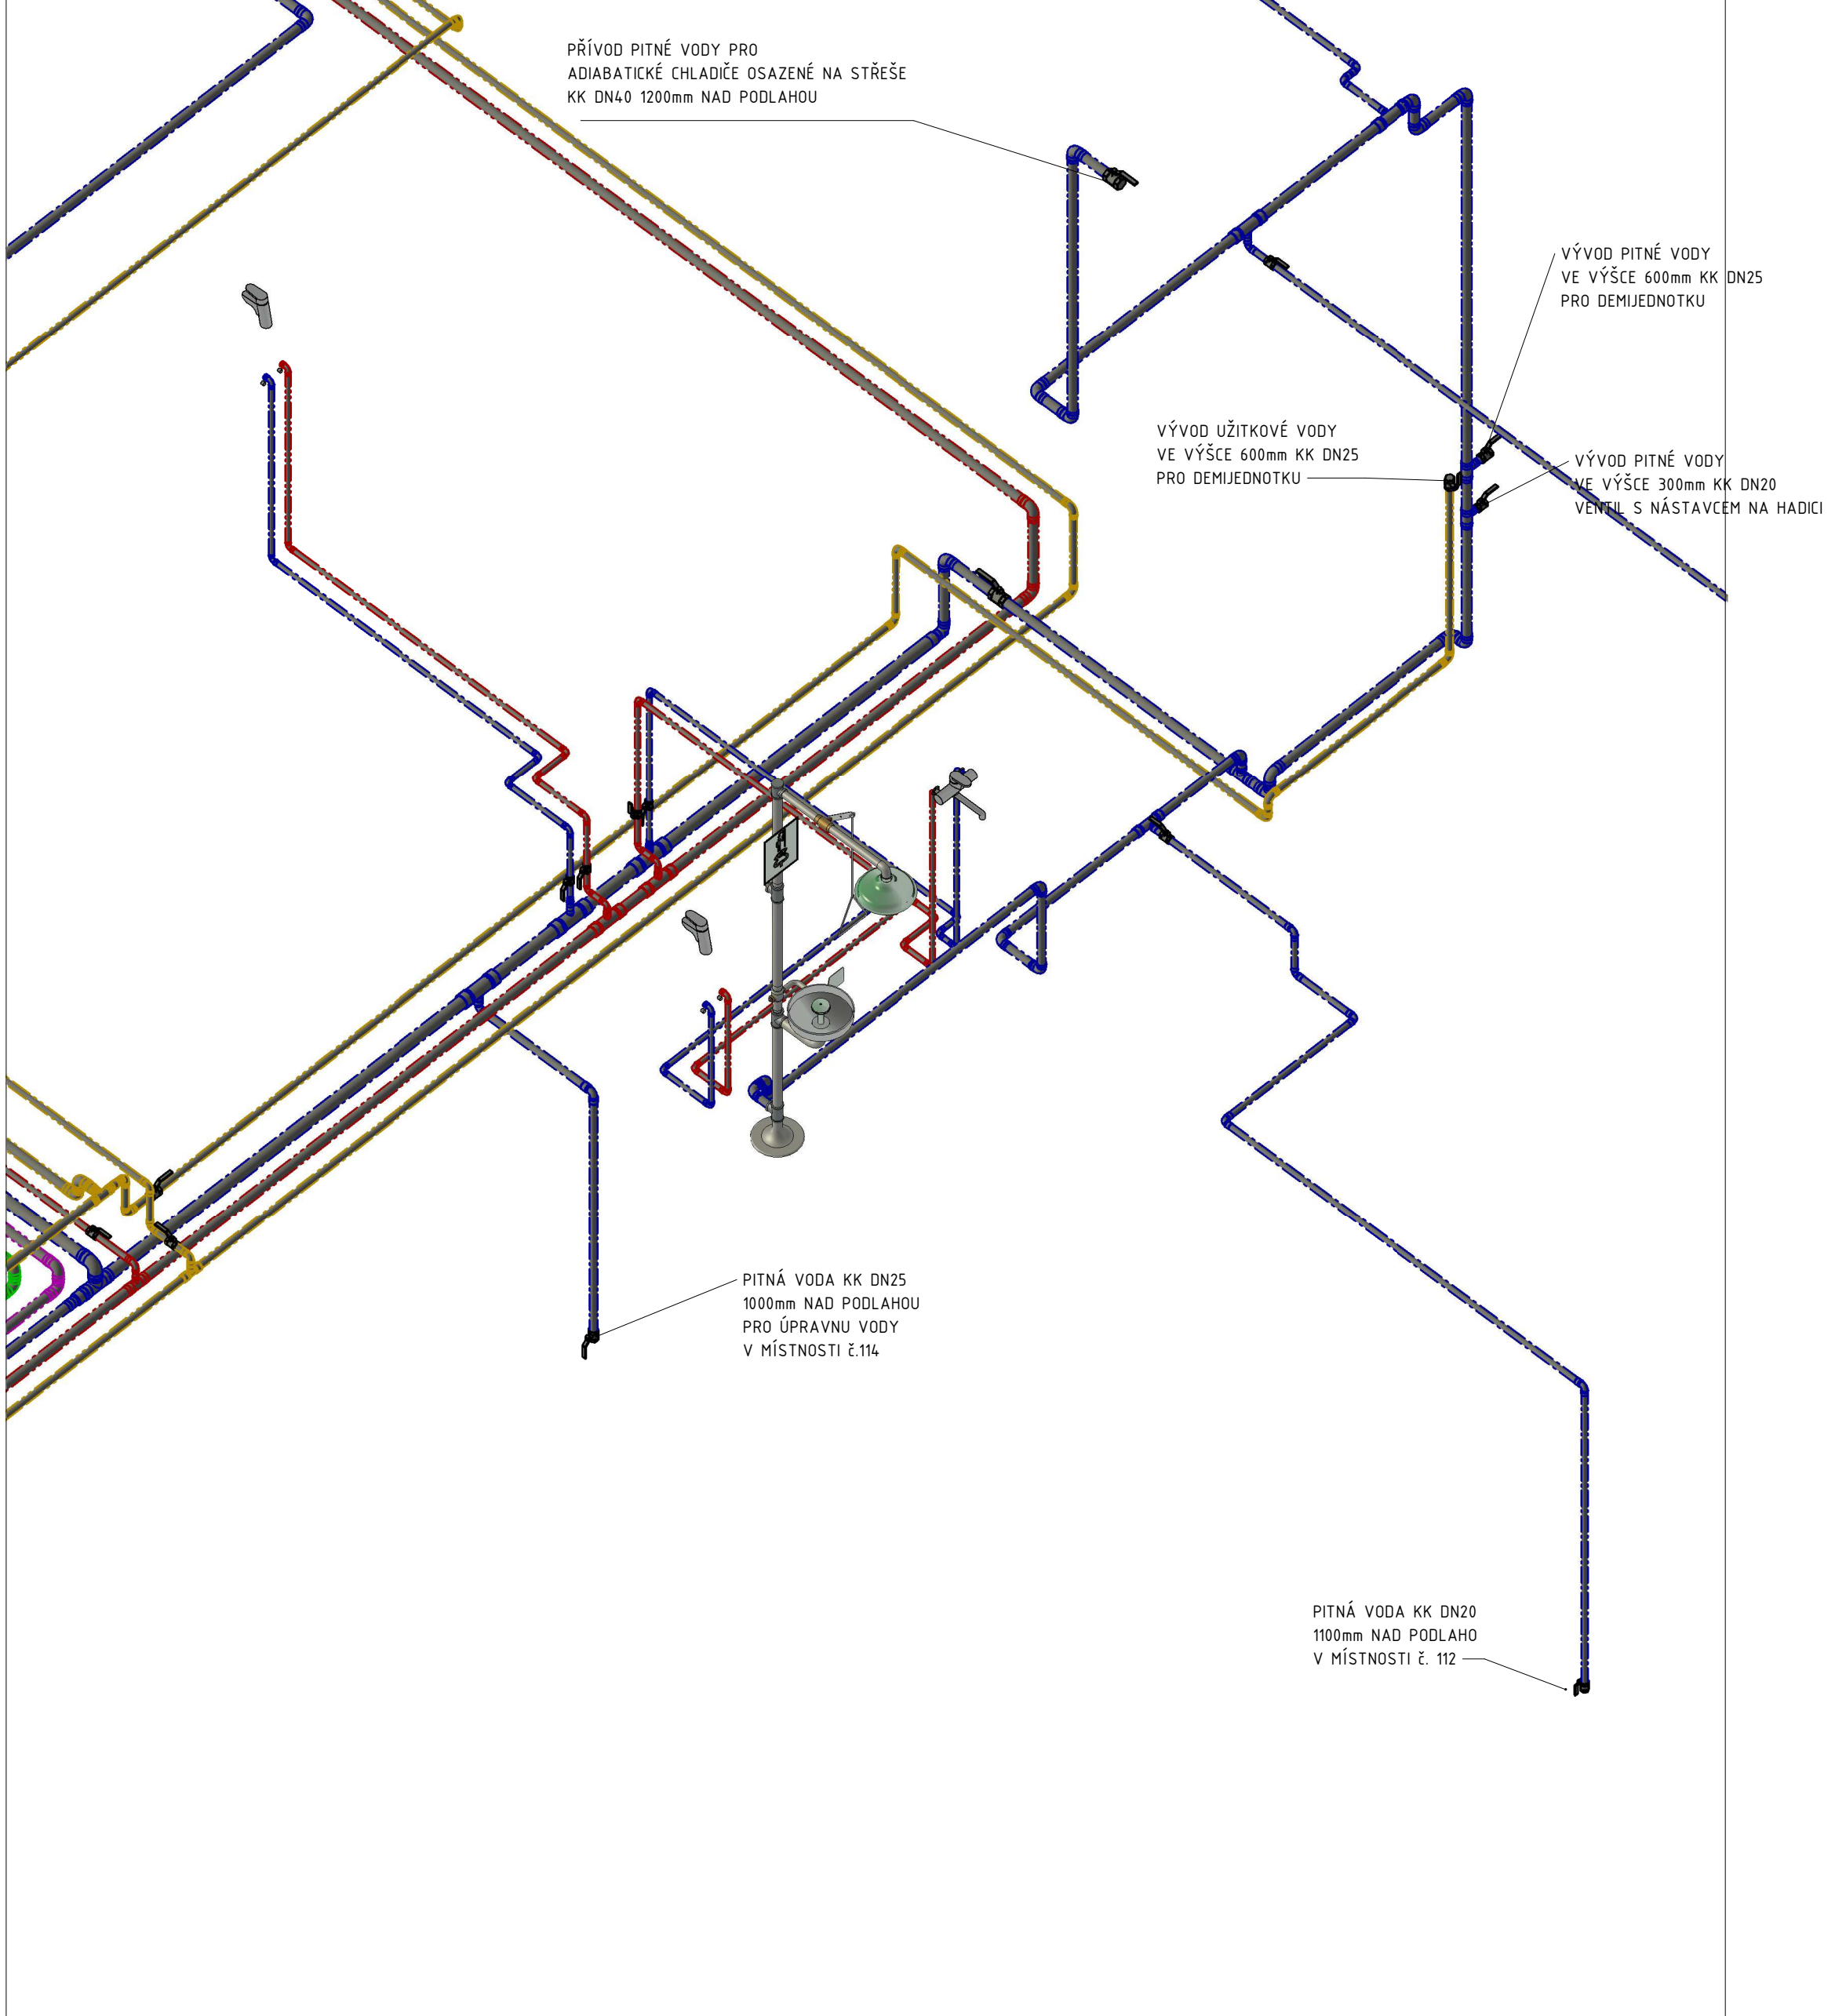 PŘÍVOD PITNÉ VODY PRO
ADIABATICKÉ CHLADIČE OSAZENÉ NA STŘEŠE
KK DN40 1200mm NAD PODLAHOU
VÝVOD PITNÉ VODY
VE VÝŠCE 600mm KK DN25
PRO DEMIJEDNOTKU
VÝVOD UŽITKOVÉ VODY
VE VÝŠCE 600mm KK DN25
PRO DEMIJEDNOTKU
VÝVOD PITNÉ VODY
VE VÝŠCE 300mm KK DN20
VENTIL S NÁSTAVCEM NA HADICI
PITNÁ VODA KK DN25
1000mm NAD PODLAHOU
PRO ÚPRAVNU VODY
V MÍSTNOSTI č.114
PITNÁ VODA KK DN20
1100mm NAD PODLAHO
V MÍSTNOSTI č. 112